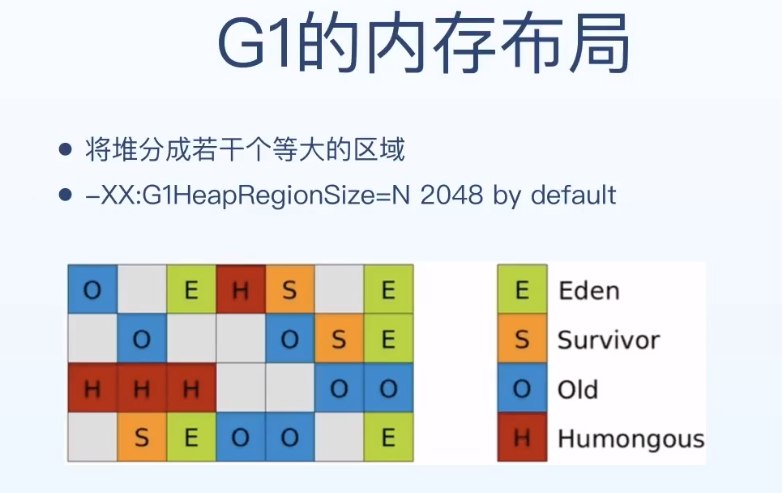 G1的内存布局
将堆分成若干个等大的区域
-XX:G1HeapRegionSize=N 2048 by default
O E H S E
O O S E
H H H O O
S E O O E
E Eden
S Survivor
O Old
H Humongous